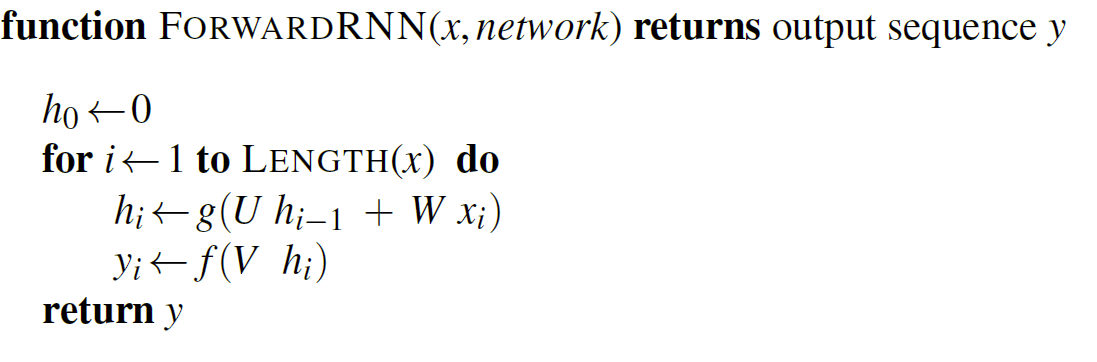 function FORWARDRNN(x, network) returns output sequence y
h₀ ← 0
for i ← 1 to LENGTH(x) do
hᵢ ← g(U hᵢ₋₁ + W xᵢ)
yᵢ ← f(V hᵢ)
return y